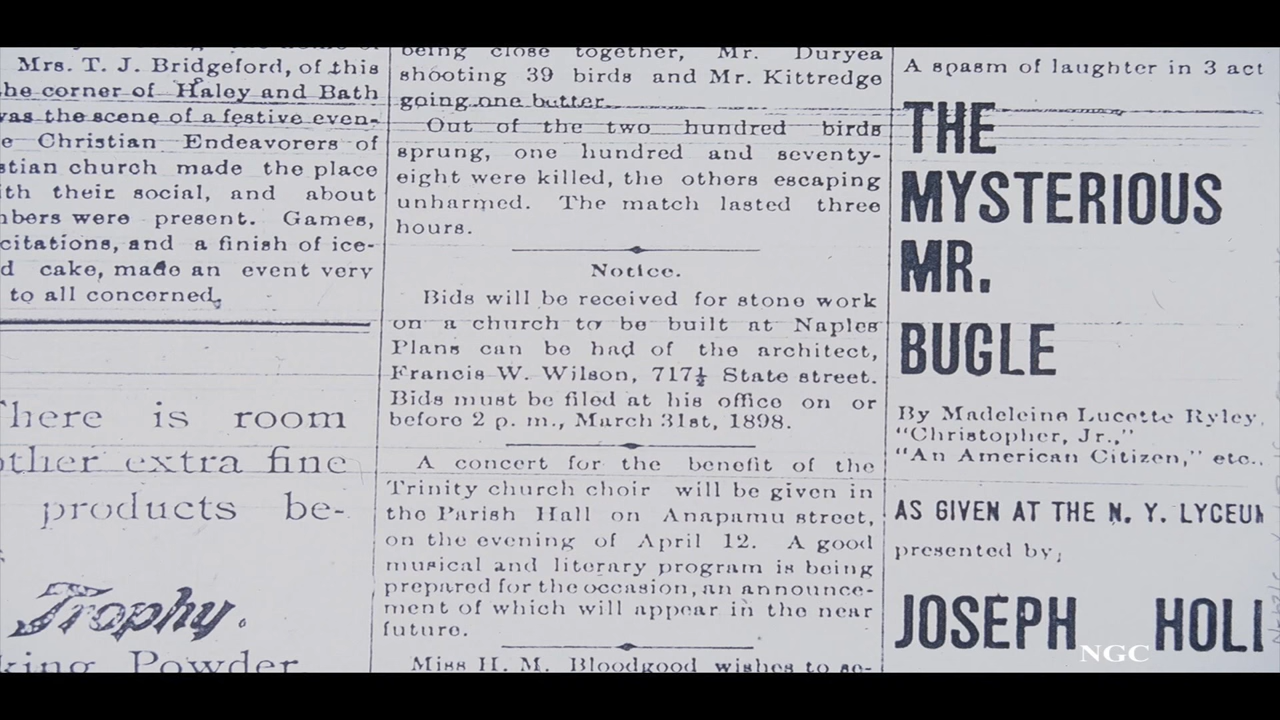 Mrs. T. J. Bridgeford, of this
he corner of Haley and Bath
vas the scene of a festive even-
e Christian Endeavorers of
stian church made the place
ith their social, and about
nbers were present. Games,
citations, and a finish of ice-
d cake, made an event very
to all concerned,
There is room
other extra fine
products be-
Trophy.
king Powder
being close together, Mr. Duryea
shooting 39 birds and Mr. Kittredge
going one butter.
Out of the two hundred birds
sprung, one hundred and seventy-
eight were killed, the others escaping
unharmed. The match lasted three
hours.
Notice.
Bids will be received for stone work
on a church to be built at Naples
Plans can be had of the architect,
Francis W. Wilson, 717½ State street.
Bids must be filed at his office on or
before 2 p. m., March 31st, 1898.
A concert for the benefit of the
Trinity church choir will be given in
the Parish Hall on Anapamu street,
on the evening of April 12. A good
musical and literary program is being
prepared for the occasion, an announce-
ment of which will appear in the near
future.
Miss H. M. Bloodgood wishes to se-
A spasm of laughter in 3 act
THE
MYSTERIOUS
MR.
BUGLE
By Madeleine Lucette Ryley,
"Christopher, Jr.,"
"An American Citizen," etc.,
AS GIVEN AT THE N. Y. LYCEUM
presented by,
JOSEPH HOLL
NGC